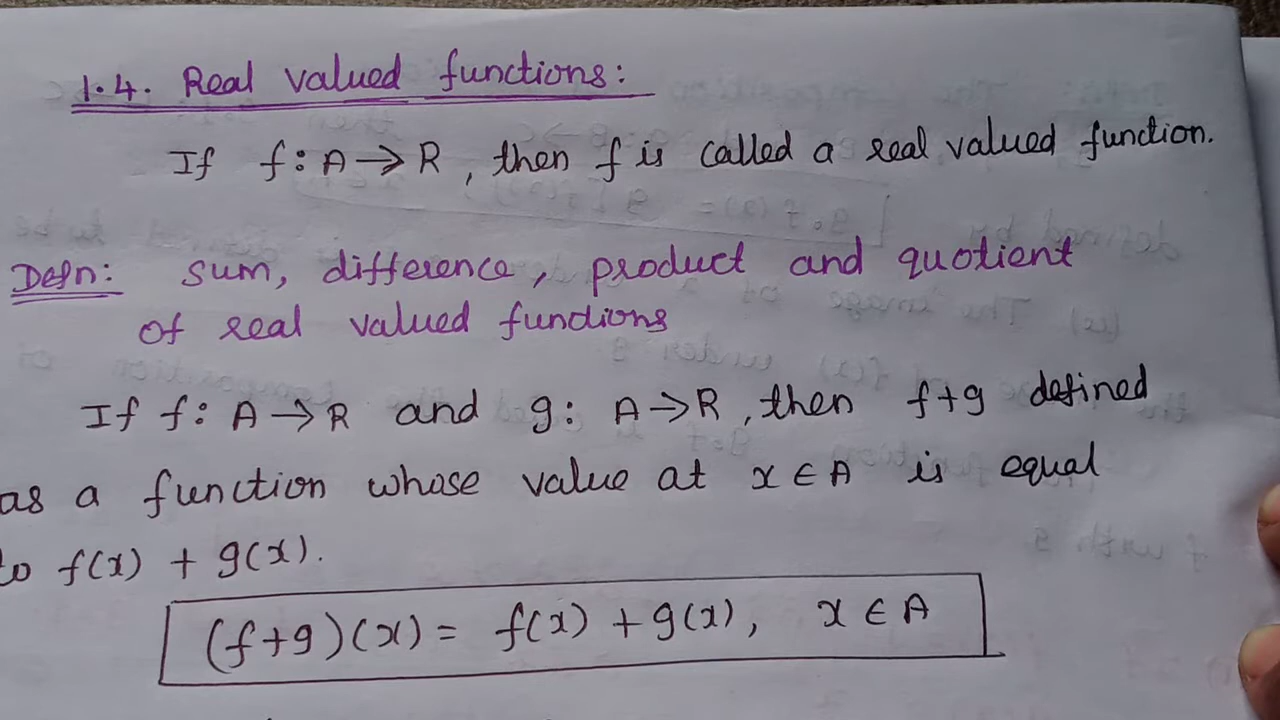 1.4. Real valued functions:
If f: A → R, then f is called a real valued function.
Defn: sum, difference, product and quotient
of real valued functions
If f: A → R and g: A → R, then f+g defined
as a function whose value at x ∈ A is equal
to f(x) + g(x).
(f+g)(x) = f(x) + g(x), x ∈ A